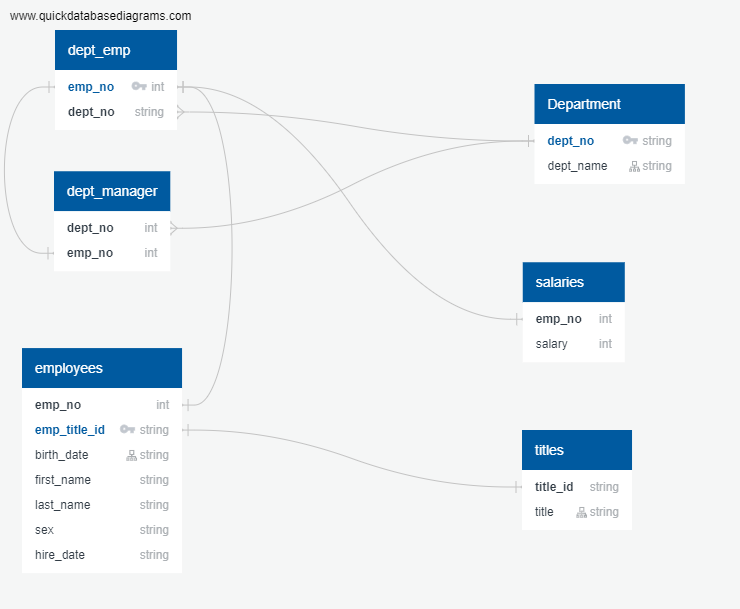 www.quickdatabasediagrams.com
dept_emp
emp_no int
dept_no string
dept_manager
dept_no int
emp_no int
employees
emp_no int
emp_title_id string
birth_date string
first_name string
last_name string
sex string
hire_date string
Department
dept_no string
dept_name string
salaries
emp_no int
salary int
titles
title_id string
title string